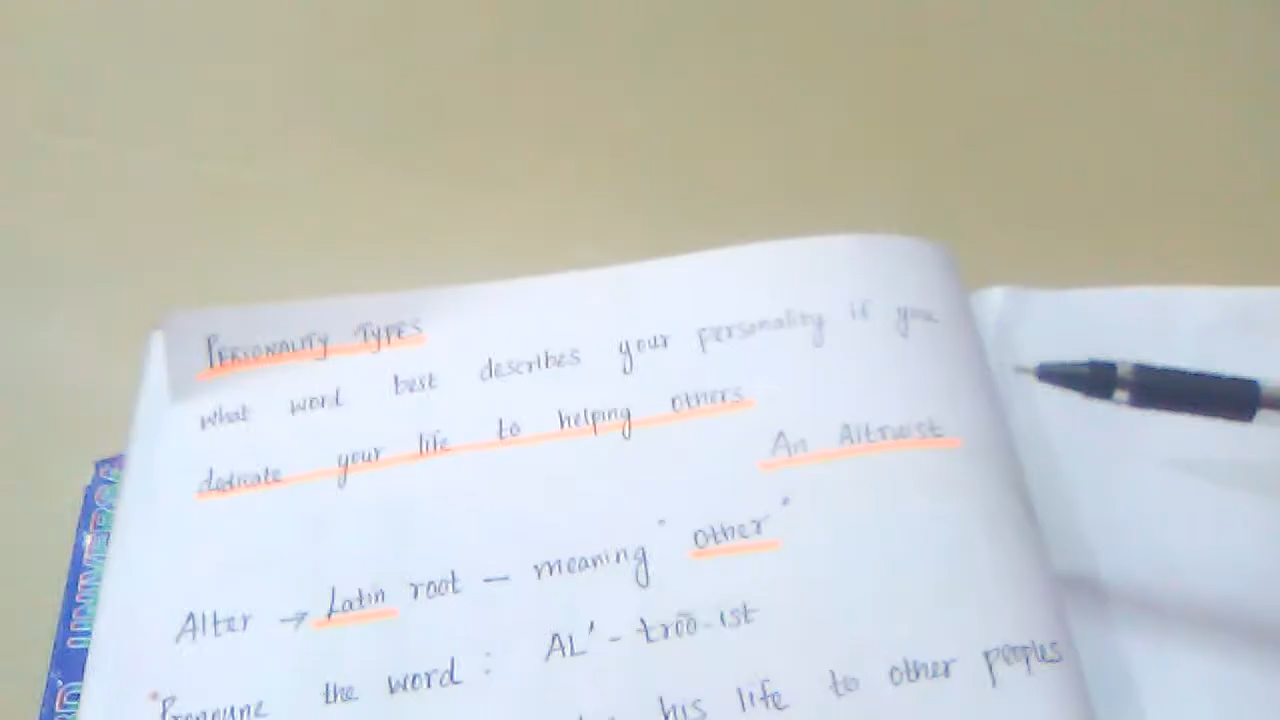 PERSONALITY TYPES
what word best describes your personality if you
dedicate your life to helping others
An Altruist
Alter → Latin root – meaning "other"
Pronoune the word : AL' - trōō - ist
his life to other peoples